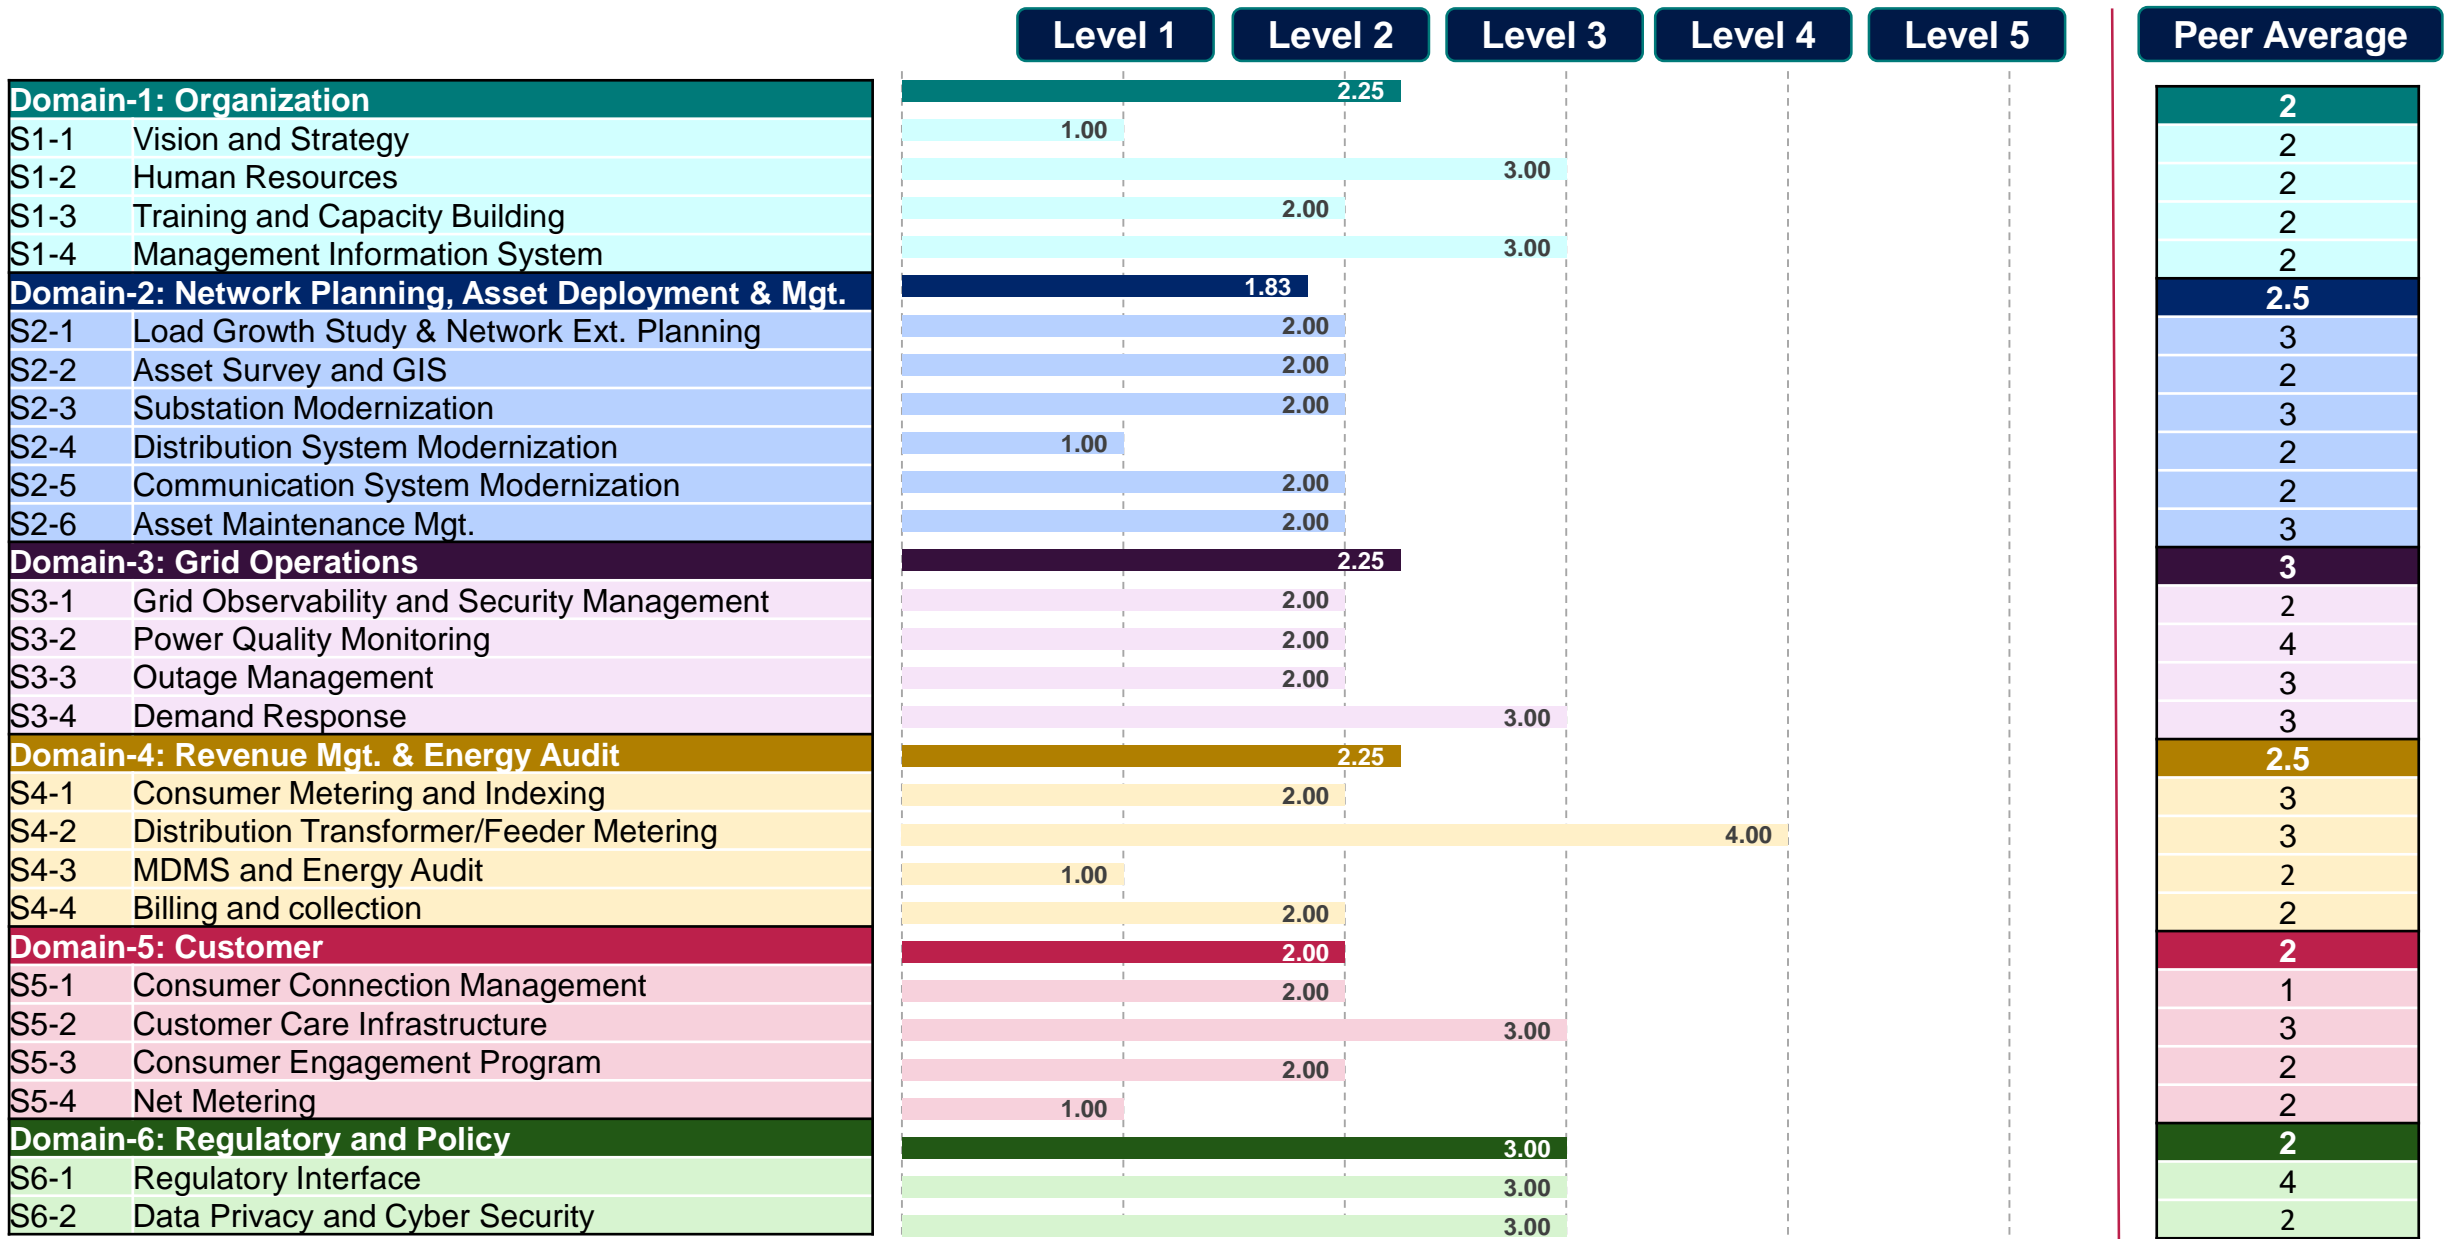 Level 1 Level 2 Level 3 Level 4 Level 5 Peer Average
Domain-1: Organization 2.25 2
S1-1 Vision and Strategy 1.00 2
S1-2 Human Resources 3.00 2
S1-3 Training and Capacity Building 2.00 2
S1-4 Management Information System 3.00 2
Domain-2: Network Planning, Asset Deployment & Mgt. 1.83 2.5
S2-1 Load Growth Study & Network Ext. Planning 2.00 3
S2-2 Asset Survey and GIS 2.00 2
S2-3 Substation Modernization 2.00 3
S2-4 Distribution System Modernization 1.00 2
S2-5 Communication System Modernization 2.00 2
S2-6 Asset Maintenance Mgt. 2.00 3
Domain-3: Grid Operations 2.25 3
S3-1 Grid Observability and Security Management 2.00 2
S3-2 Power Quality Monitoring 2.00 4
S3-3 Outage Management 2.00 3
S3-4 Demand Response 3.00 3
Domain-4: Revenue Mgt. & Energy Audit 2.25 2.5
S4-1 Consumer Metering and Indexing 2.00 3
S4-2 Distribution Transformer/Feeder Metering 4.00 3
S4-3 MDMS and Energy Audit 1.00 2
S4-4 Billing and collection 2.00 2
Domain-5: Customer 2.00 2
S5-1 Consumer Connection Management 2.00 1
S5-2 Customer Care Infrastructure 3.00 3
S5-3 Consumer Engagement Program 2.00 2
S5-4 Net Metering 1.00 2
Domain-6: Regulatory and Policy 3.00 2
S6-1 Regulatory Interface 3.00 4
S6-2 Data Privacy and Cyber Security 3.00 2